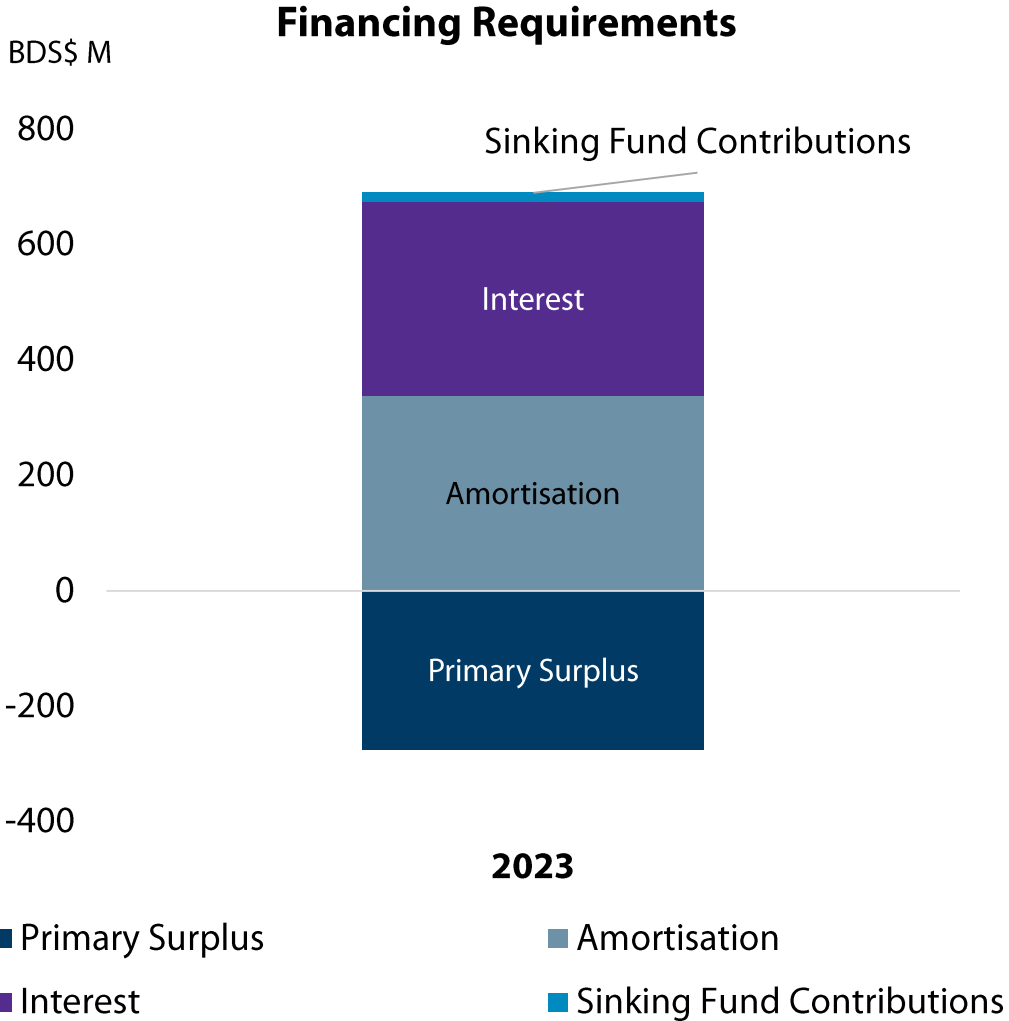 Financing Requirements
BDS$ M
800
Sinking Fund Contributions
600
Interest
400
200
Amortisation
0
Primary Surplus
-200
-400
2023
Primary Surplus
Amortisation
Interest
Sinking Fund Contributions